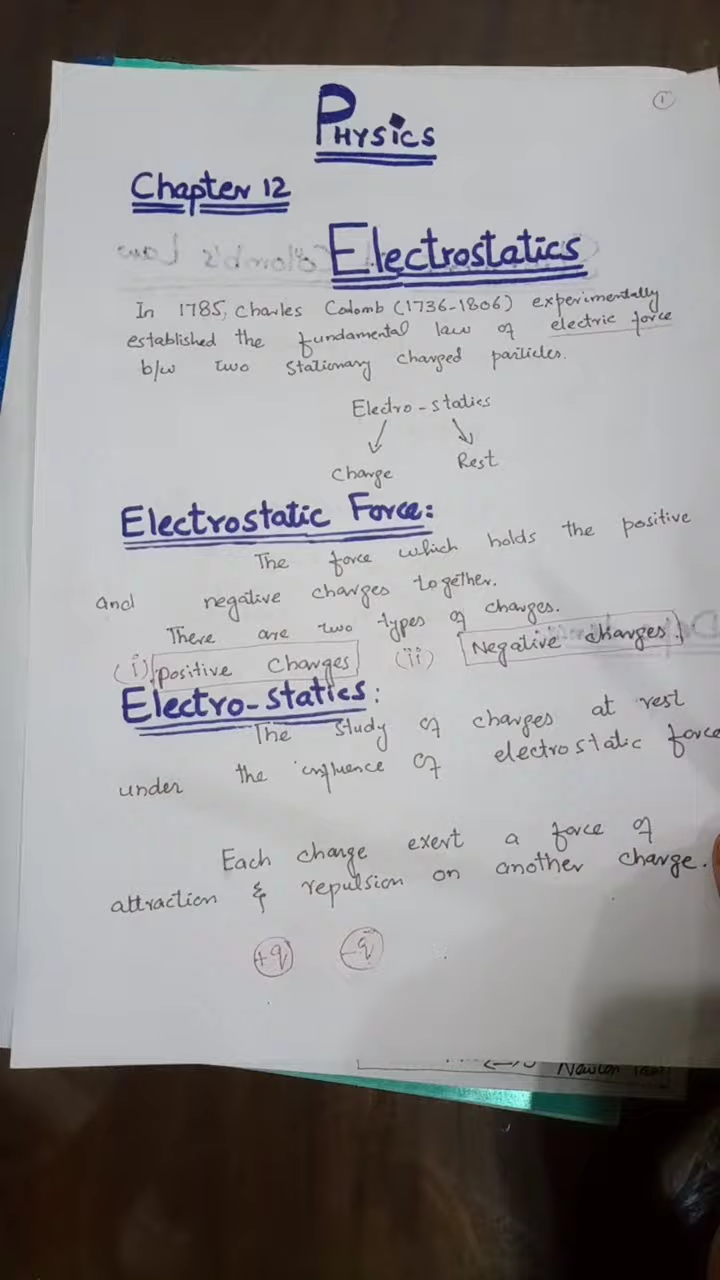 1
PHYSICS
Chapter 12
Electrostatics
In 1785, Charles Codomb (1736-1806) experimentally
established the fundamental law of electric force
b/w two stationary charged particles.
Electro-statics
Charge Rest
Electrostatic Force:
The force which holds the positive
and negative charges together.
There are two types of charges.
(i) positive Charges (ii) Negative charges.
Electro-statics:
The study of charges at rest
under the influence of electrostatic force
Each charge exert a force of
attraction & repulsion on another charge.
+q -q
Newton law